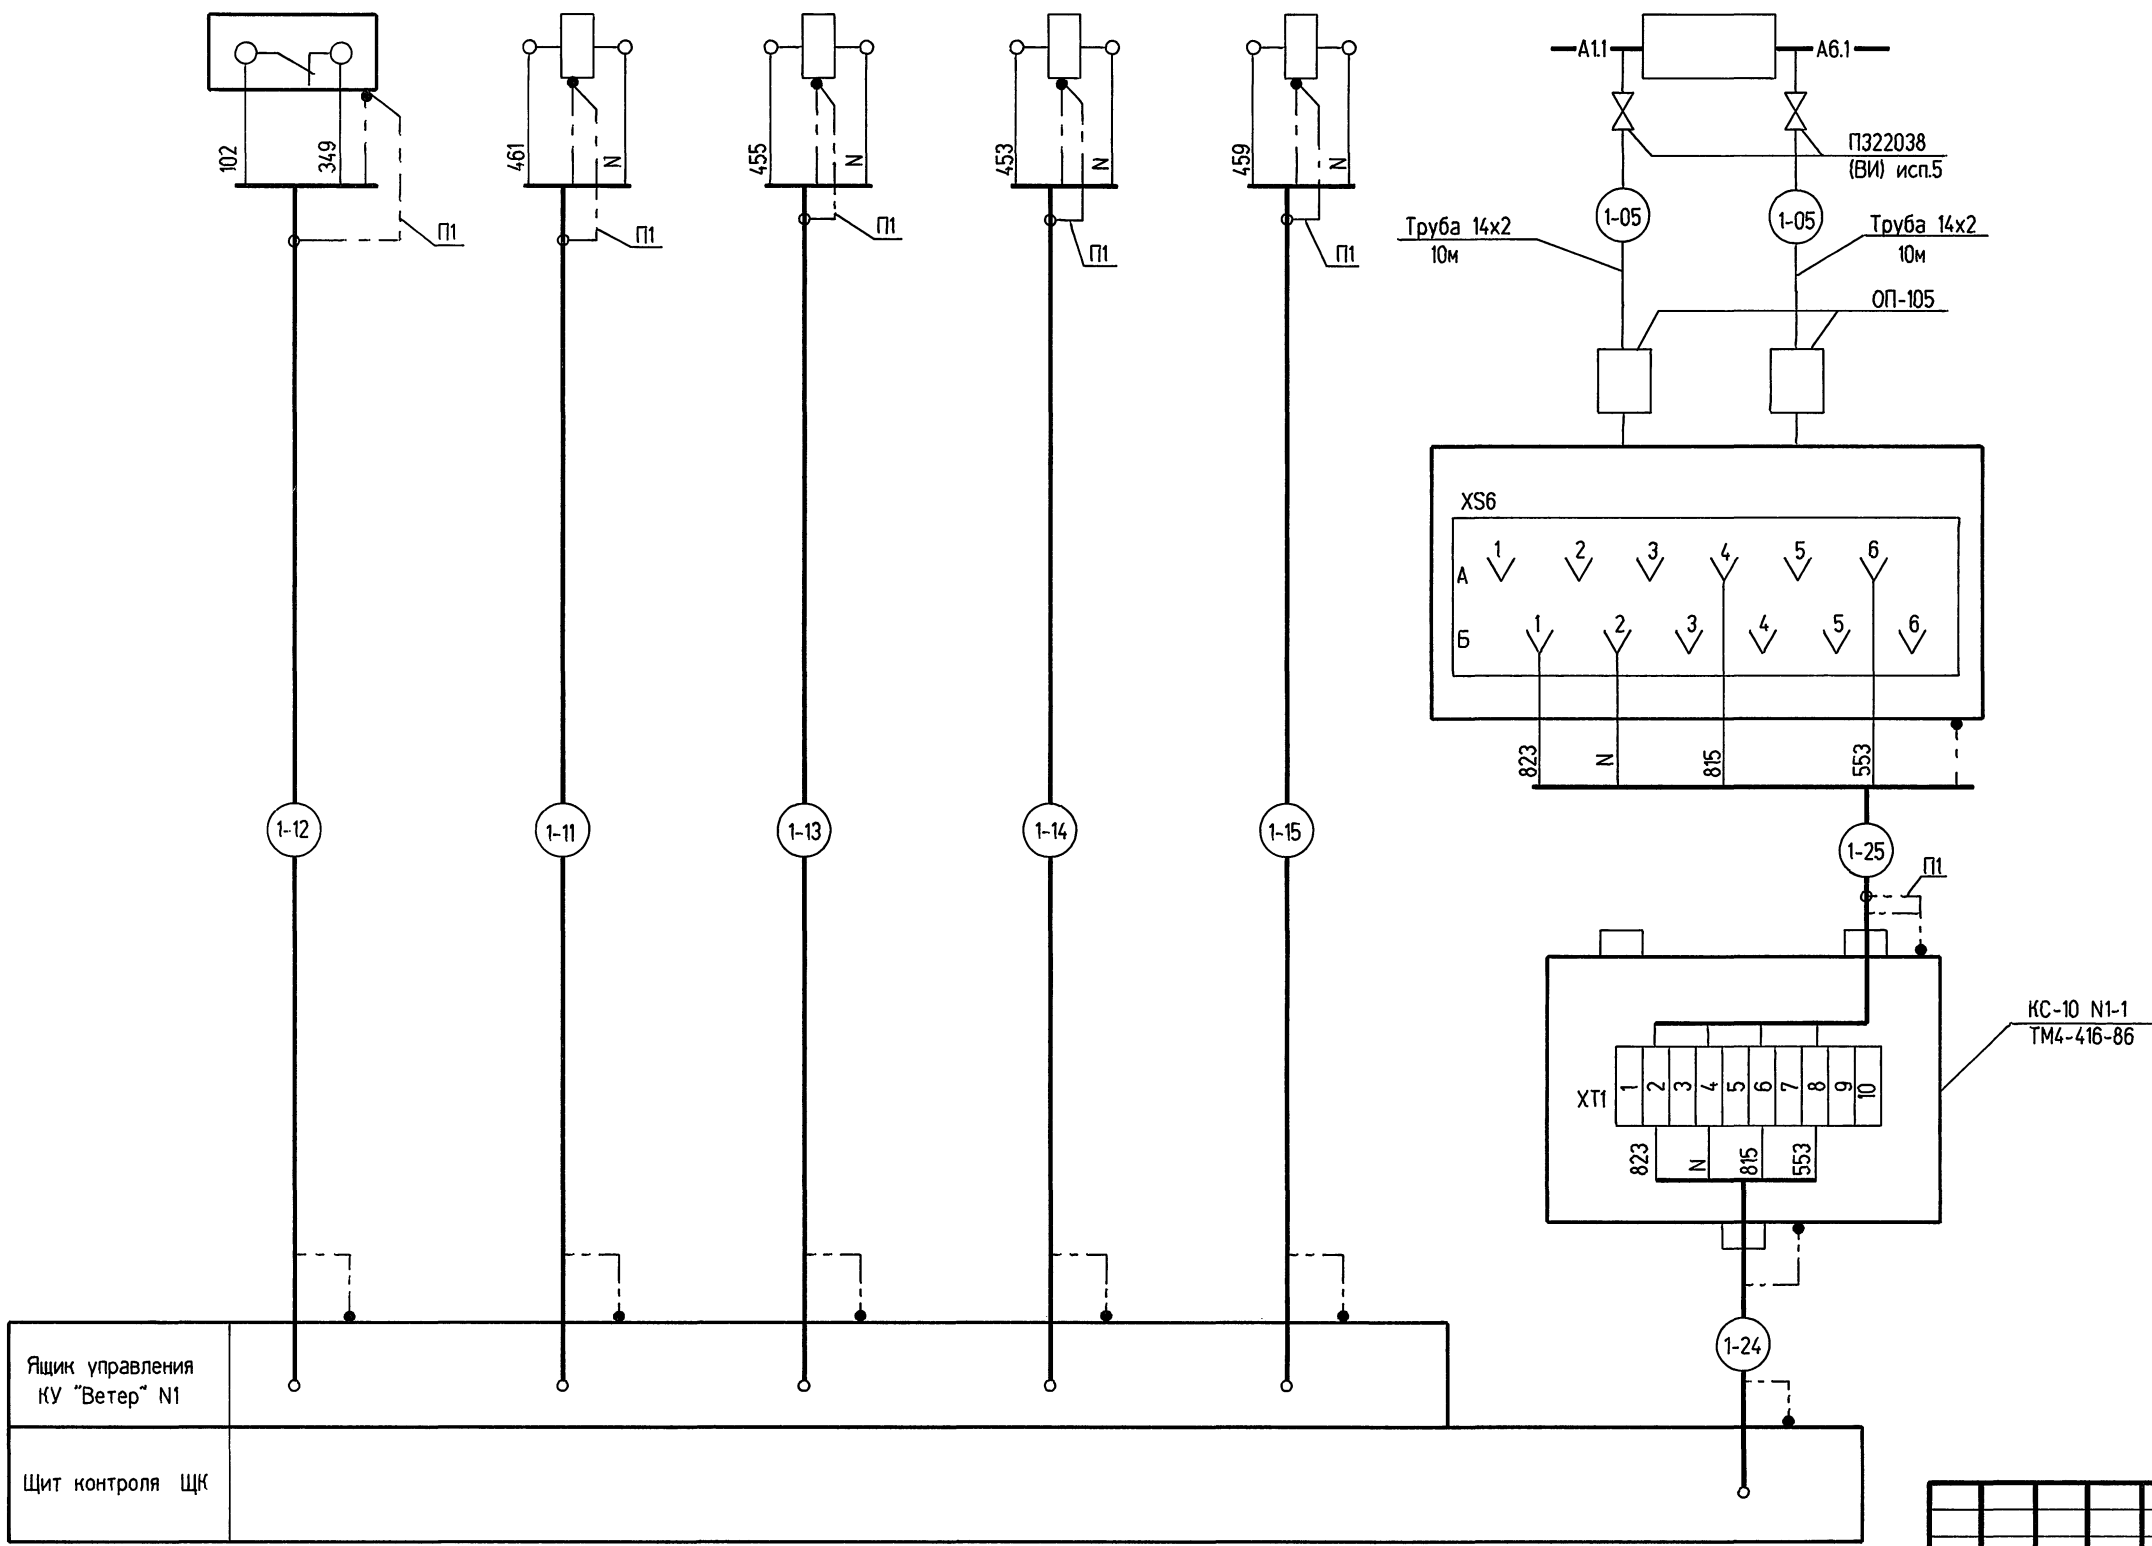 А1.1
А6.1
102
349
461
N
455
N
453
N
459
N
ПЗ22038
(ВИ) исп.5
1-05
1-05
Труба 14х2
10м
Труба 14х2
10м
П1
П1
П1
П1
П1
ОП-105
XS6
А
1 2 3 4 5 6
Б
1 2 3 4 5 6
823
N
815
553
1-12
1-11
1-13
1-14
1-15
1-25
П1
КС-10 N1-1
ТМ4-416-86
XT1
1 2 3 4 5 6 7 8 9 10
823
N
815
553
1-24
Ящик управления
КУ "Ветер" N1
Щит контроля ЩК